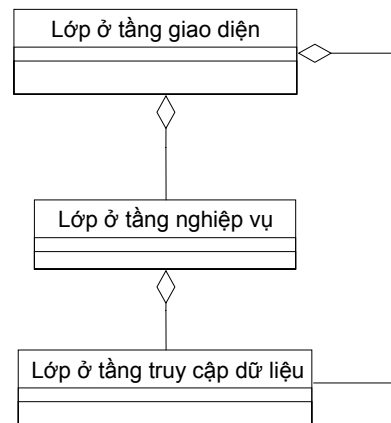 Lớp ở tầng giao diện
Lớp ở tầng nghiệp vụ
Lớp ở tầng truy cập dữ liệu